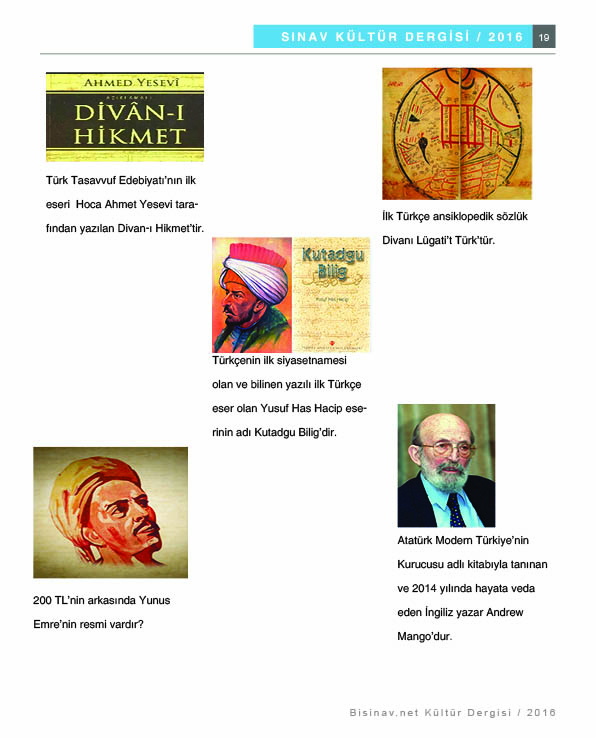 SINAV KÜLTÜR DERGİSİ / 2016
19
AHMED YESEVÎ
DİVÂN-I
HİKMET
Türk Tasavvuf Edebiyatı’nın ilk
eseri Hoca Ahmet Yesevi tara-
fından yazılan Divan-ı Hikmet’tir.
İlk Türkçe ansiklopedik sözlük
Divanı Lügati’t Türk’tür.
Kutadgu
Bilig
Yusuf Has Hacip
Türkçenin ilk siyasetnamesi
olan ve bilinen yazılı ilk Türkçe
eser olan Yusuf Has Hacip ese-
rinin adı Kutadgu Bilig’dir.
200 TL’nin arkasında Yunus
Emre’nin resmi vardır?
Atatürk Modern Türkiye’nin
Kurucusu adlı kitabıyla tanınan
ve 2014 yılında hayata veda
eden İngiliz yazar Andrew
Mango’dur.
Bisinav.net Kültür Dergisi / 2016